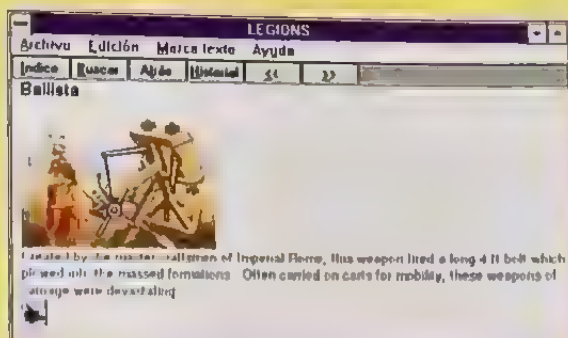 LEGIONS
Archivo Edición Marca texto Ayuda
Indice Buscar Atrás Historial << >>
Ballista
Created by the master craftsmen of Imperial Rome, this weapon fired a long 4 ft bolt which
plowed into the massed formations. Often carried on carts for mobility, these weapons of
were devastating